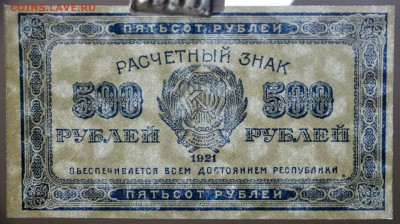 COINS.LAVE.RU
ПЯТЬСОТ РУБЛЕЙ
РАСЧЕТНЫЙ ЗНАК
500 500
РУБЛЕЙ РУБЛЕЙ
1921
ОБЕСПЕЧИВАЕТСЯ ВСЕМ ДОСТОЯНИЕМ РЕСПУБЛИКИ
ПЯТЬСОТ РУБЛЕЙ